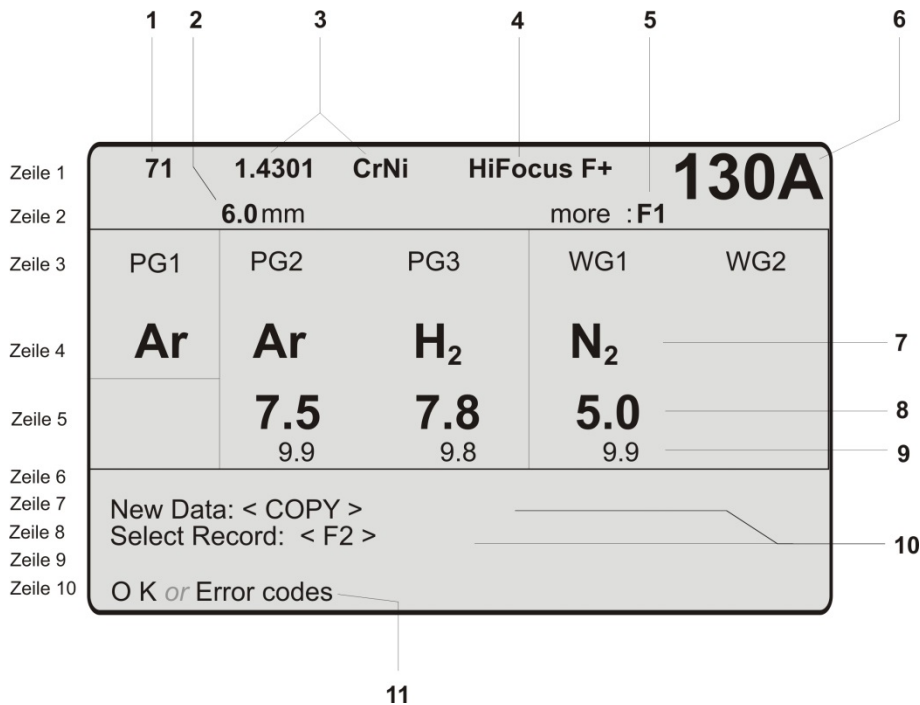 1 2 3 4 5 6
Zeile 1 71 1.4301 CrNi HiFocus F+ 130A
Zeile 2 6.0 mm more : F1
Zeile 3 PG1 PG2 PG3 WG1 WG2
Zeile 4 Ar Ar H₂ N₂ 7
Zeile 5 7.5 7.8 5.0 8
9.9 9.8 9.9 9
Zeile 6
Zeile 7 New Data: < COPY >
Zeile 8 Select Record: < F2 > 10
Zeile 9
Zeile 10 O K or Error codes
11